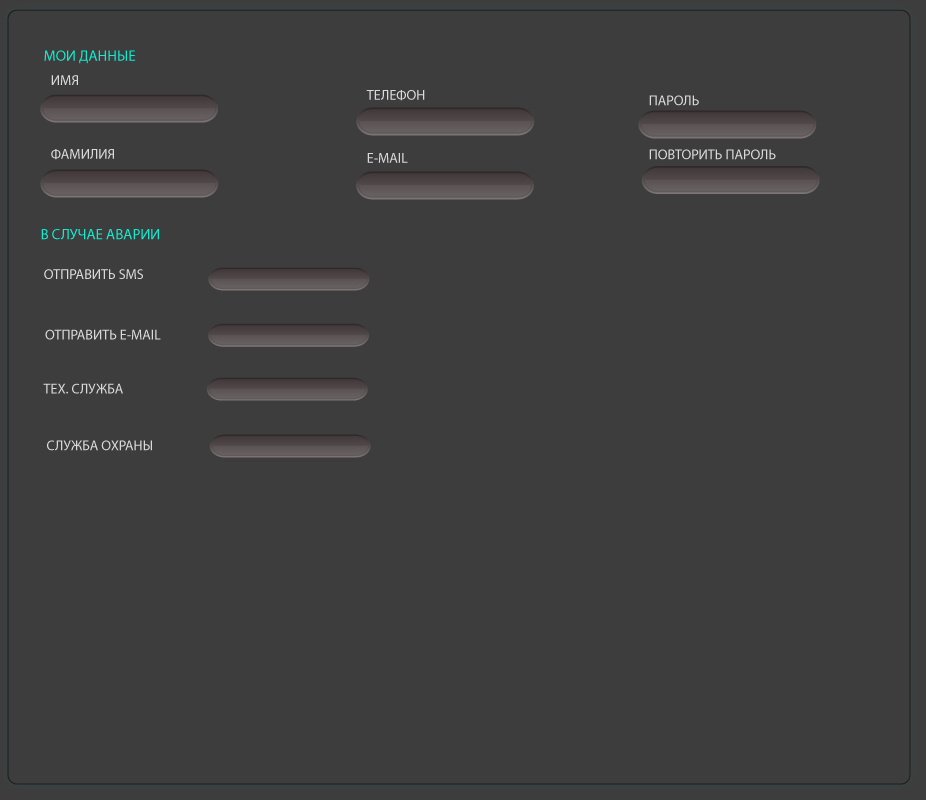 МОИ ДАННЫЕ
ИМЯ
ТЕЛЕФОН
ПАРОЛЬ
ФАМИЛИЯ
E-MAIL
ПОВТОРИТЬ ПАРОЛЬ
В СЛУЧАЕ АВАРИИ
ОТПРАВИТЬ SMS
ОТПРАВИТЬ E-MAIL
ТЕХ. СЛУЖБА
СЛУЖБА ОХРАНЫ